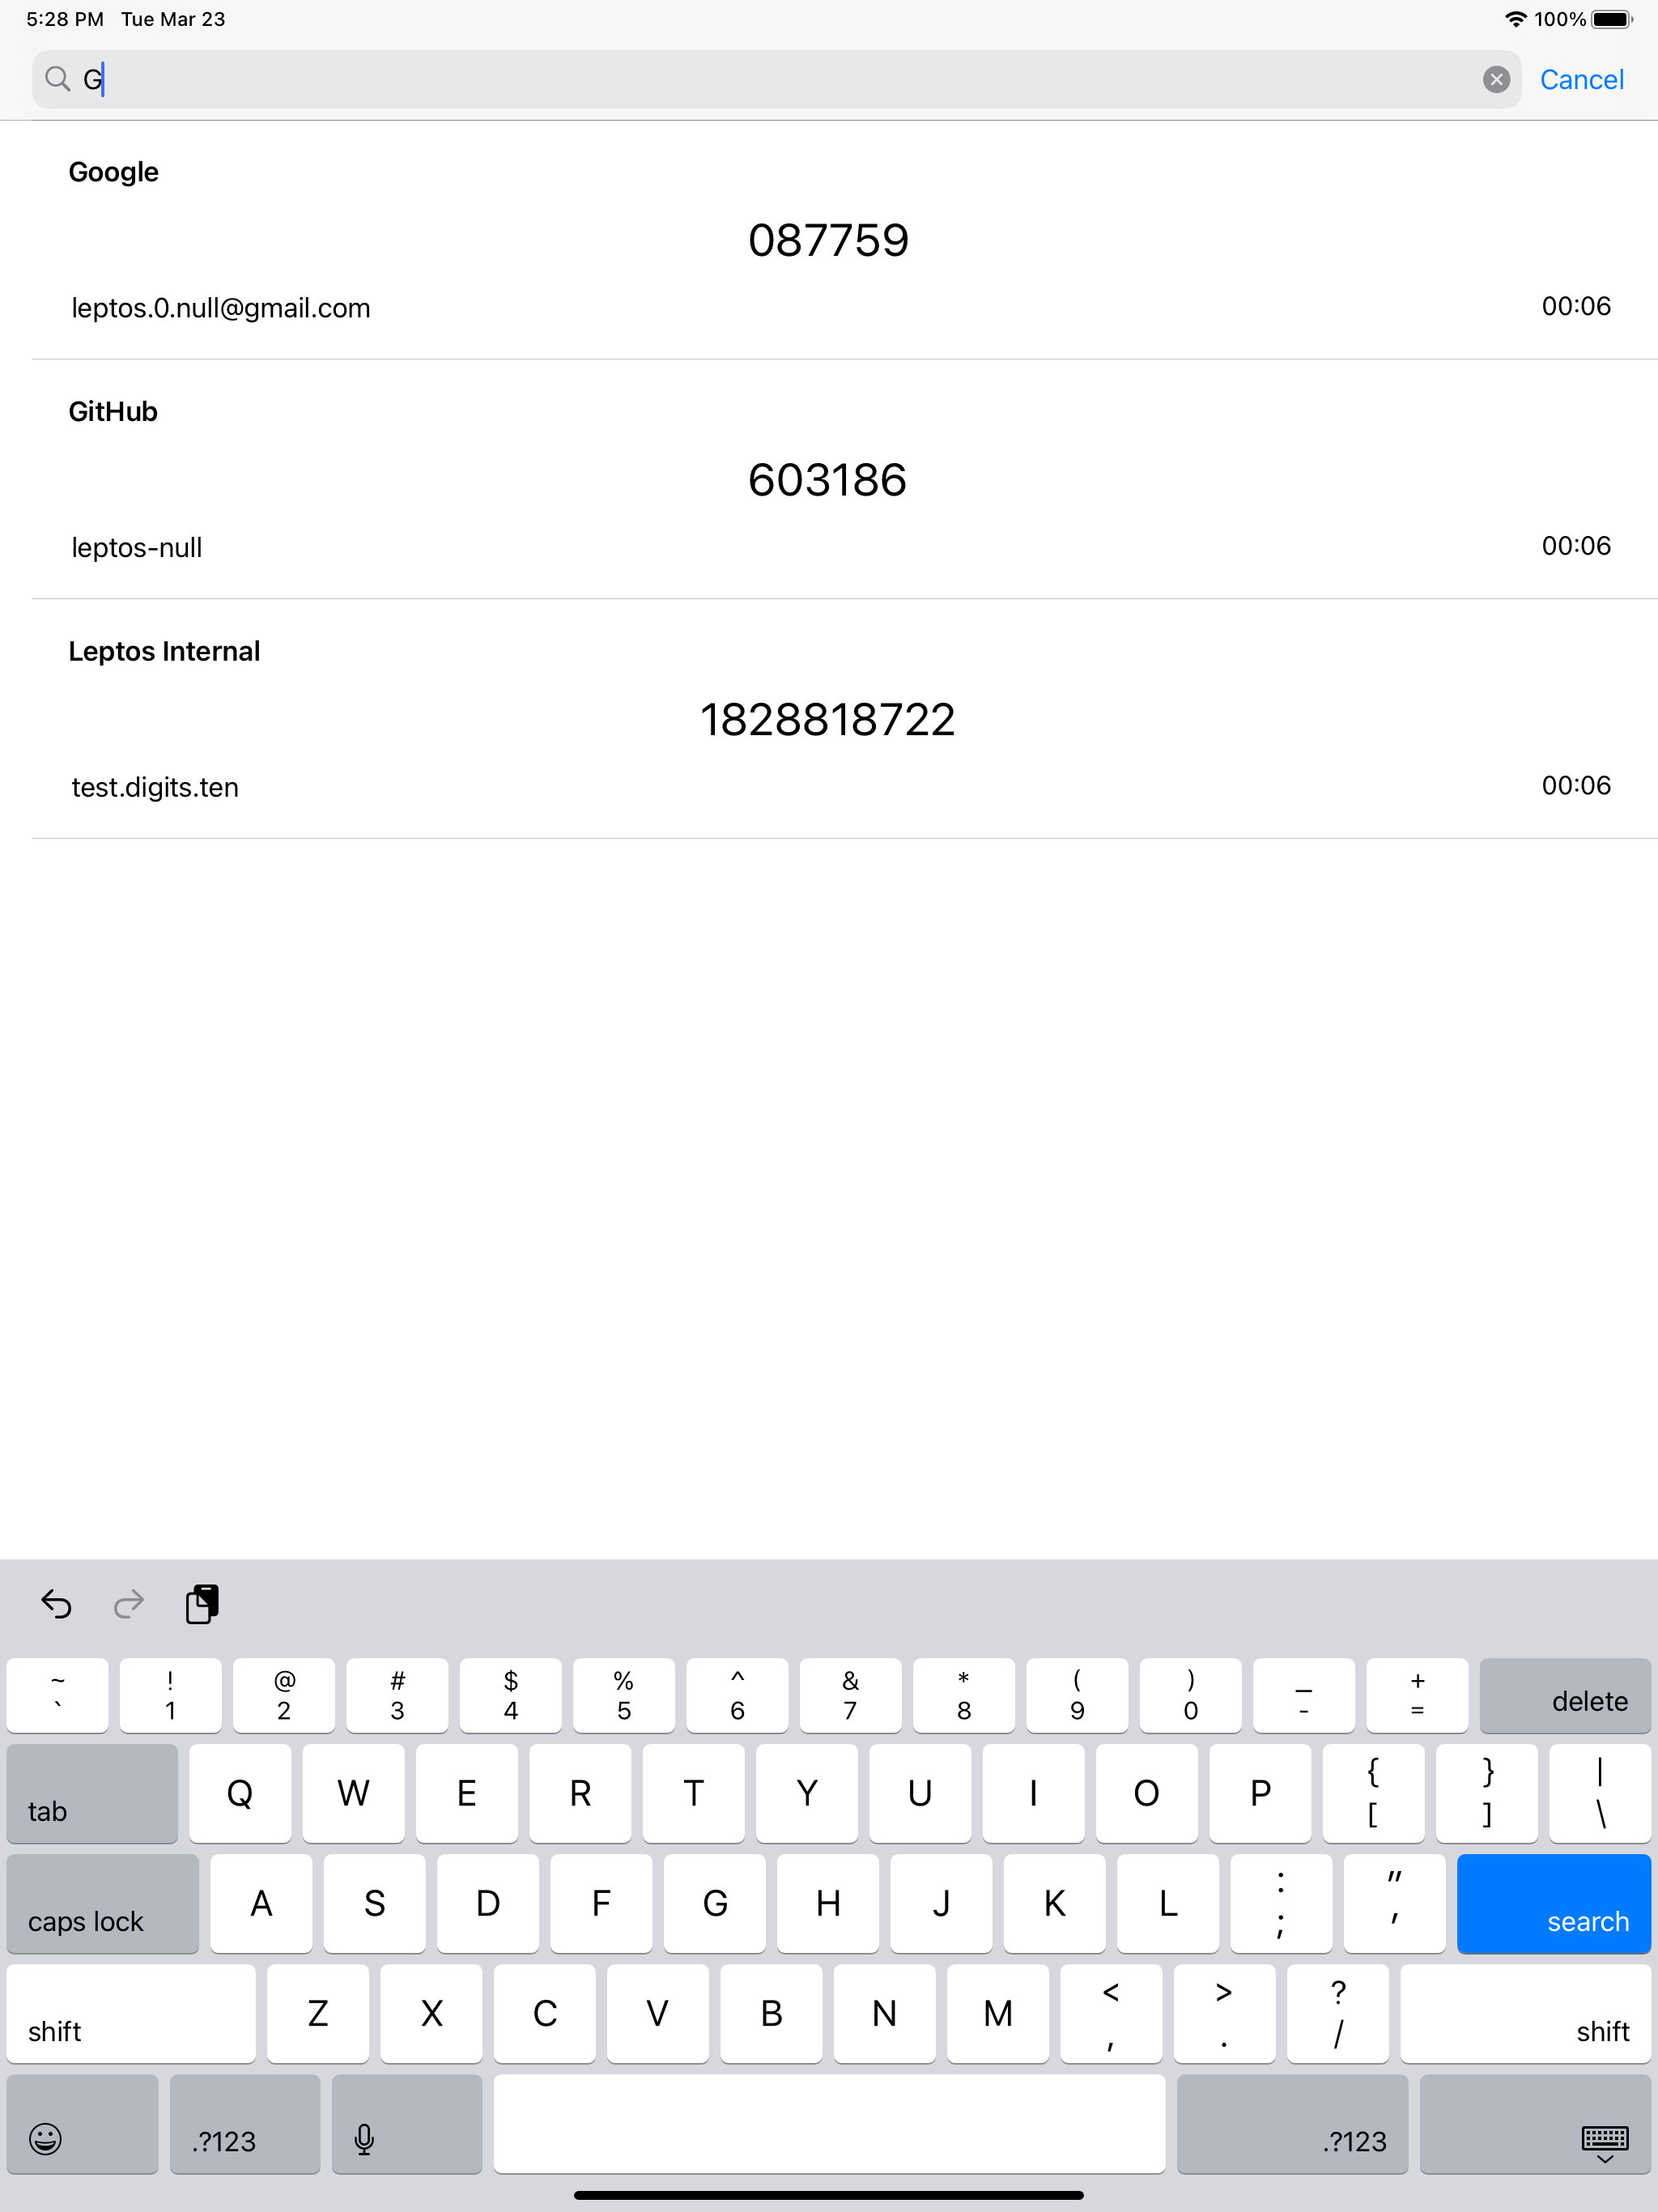 5:28 PM Tue Mar 23 100%
G Cancel
Google
087759
leptos.0.null@gmail.com 00:06
GitHub
603186
leptos-null 00:06
Leptos Internal
1828818722
test.digits.ten 00:06
~ ! @ # $ % ^ & * ( ) _ +
` 1 2 3 4 5 6 7 8 9 0 - = delete
tab Q W E R T Y U I O P { [ } ] | \
caps lock A S D F G H J K L : ; " ' search
shift Z X C V B N M < , > . ? / shift
.?123 .?123